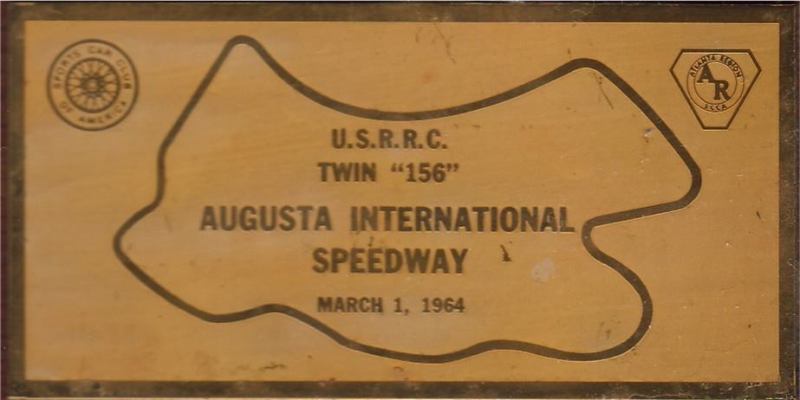 SPORTS CAR CLUB
OF AMERICA
ATLANTA REGION
AR
SCCA
U.S.R.R.C.
TWIN “156”
AUGUSTA INTERNATIONAL
SPEEDWAY
MARCH 1, 1964